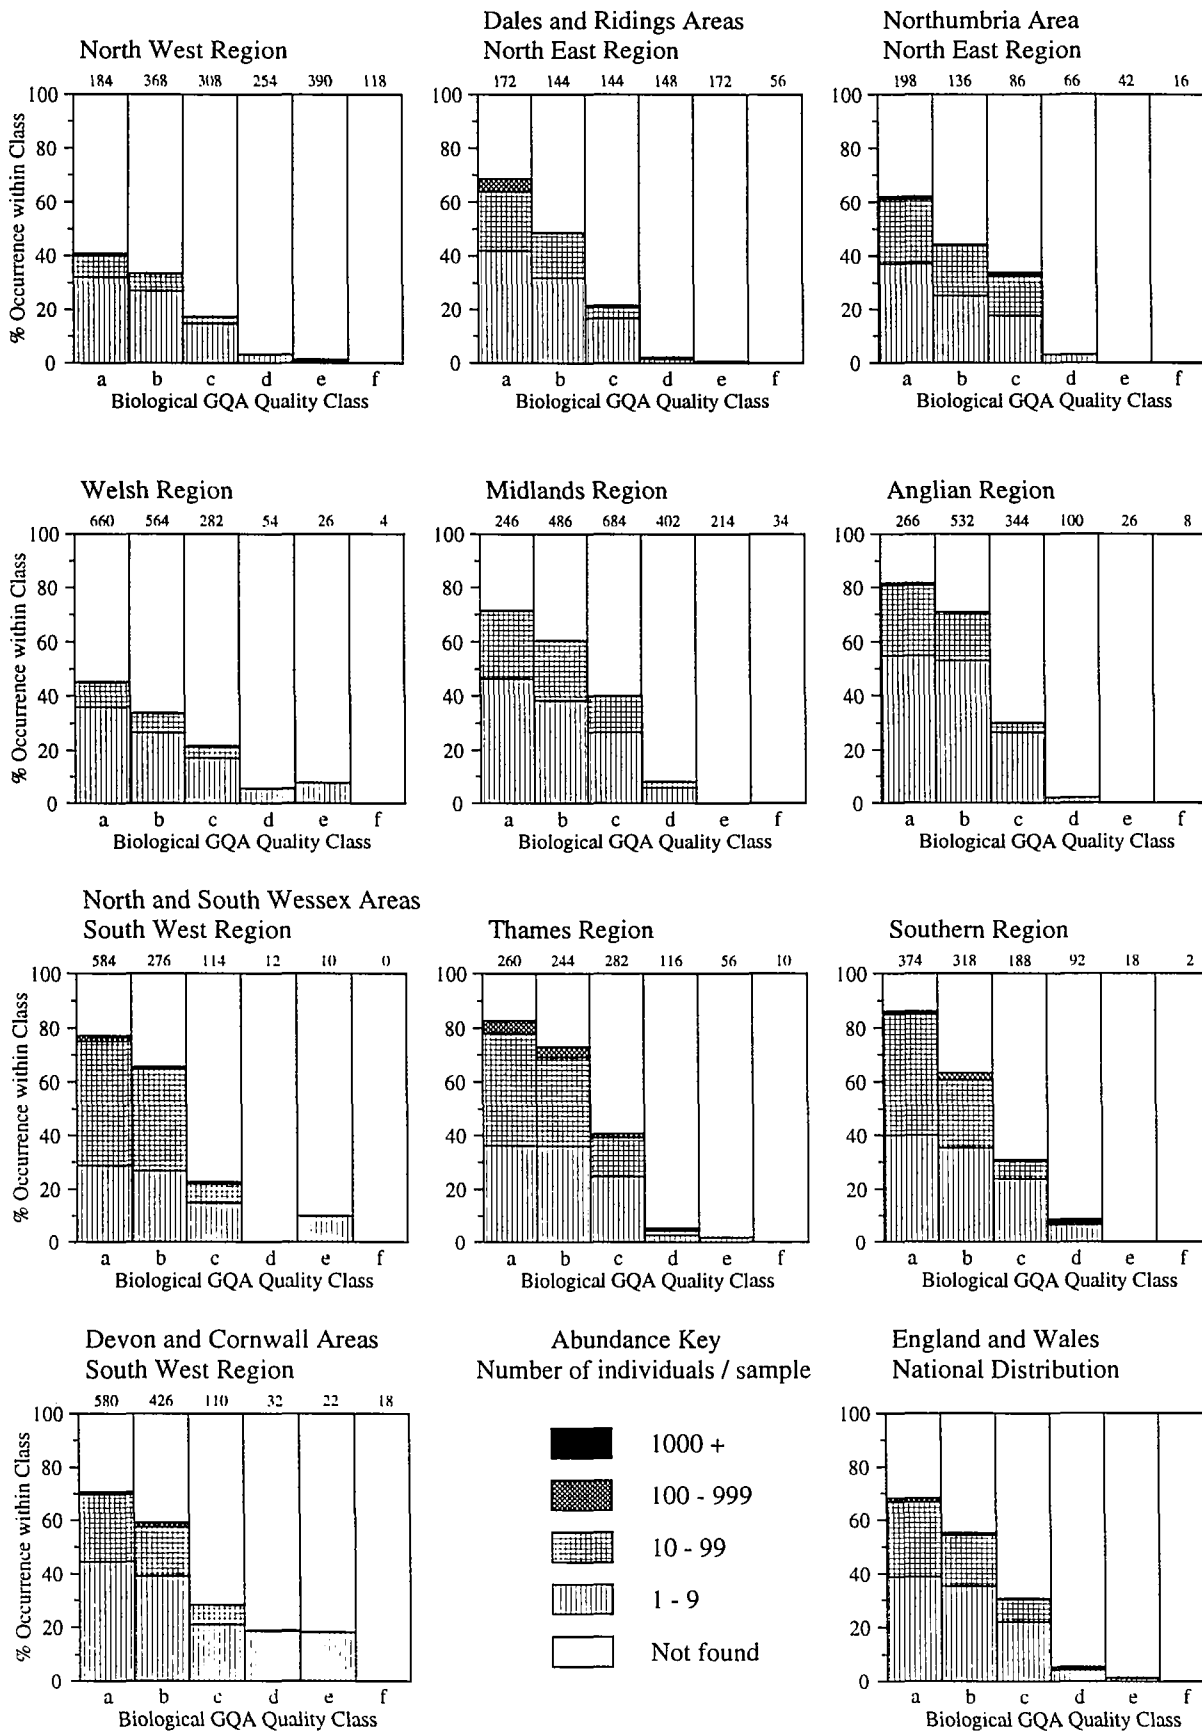 North West Region
184 368 308 254 390 118
% Occurrence within Class
100
80
60
40
20
0
a b c d e f
Biological GQA Quality Class
Dales and Ridings Areas
North East Region
172 144 144 148 172 56
100
80
60
40
20
0
a b c d e f
Biological GQA Quality Class
Northumbria Area
North East Region
198 136 86 66 42 16
100
80
60
40
20
0
a b c d e f
Biological GQA Quality Class
Welsh Region
660 564 282 54 26 4
% Occurrence within Class
100
80
60
40
20
0
a b c d e f
Biological GQA Quality Class
Midlands Region
246 486 684 402 214 34
100
80
60
40
20
0
a b c d e f
Biological GQA Quality Class
Anglian Region
266 532 344 100 26 8
100
80
60
40
20
0
a b c d e f
Biological GQA Quality Class
North and South Wessex Areas
South West Region
584 276 114 12 10 0
% Occurrence within Class
100
80
60
40
20
0
a b c d e f
Biological GQA Quality Class
Thames Region
260 244 282 116 56 10
100
80
60
40
20
0
a b c d e f
Biological GQA Quality Class
Southern Region
374 318 188 92 18 2
100
80
60
40
20
0
a b c d e f
Biological GQA Quality Class
Devon and Cornwall Areas
South West Region
580 426 110 32 22 18
% Occurrence within Class
100
80
60
40
20
0
a b c d e f
Biological GQA Quality Class
Abundance Key
Number of individuals / sample
1000 +
100 - 999
10 - 99
1 - 9
Not found
England and Wales
National Distribution
100
80
60
40
20
0
a b c d e f
Biological GQA Quality Class